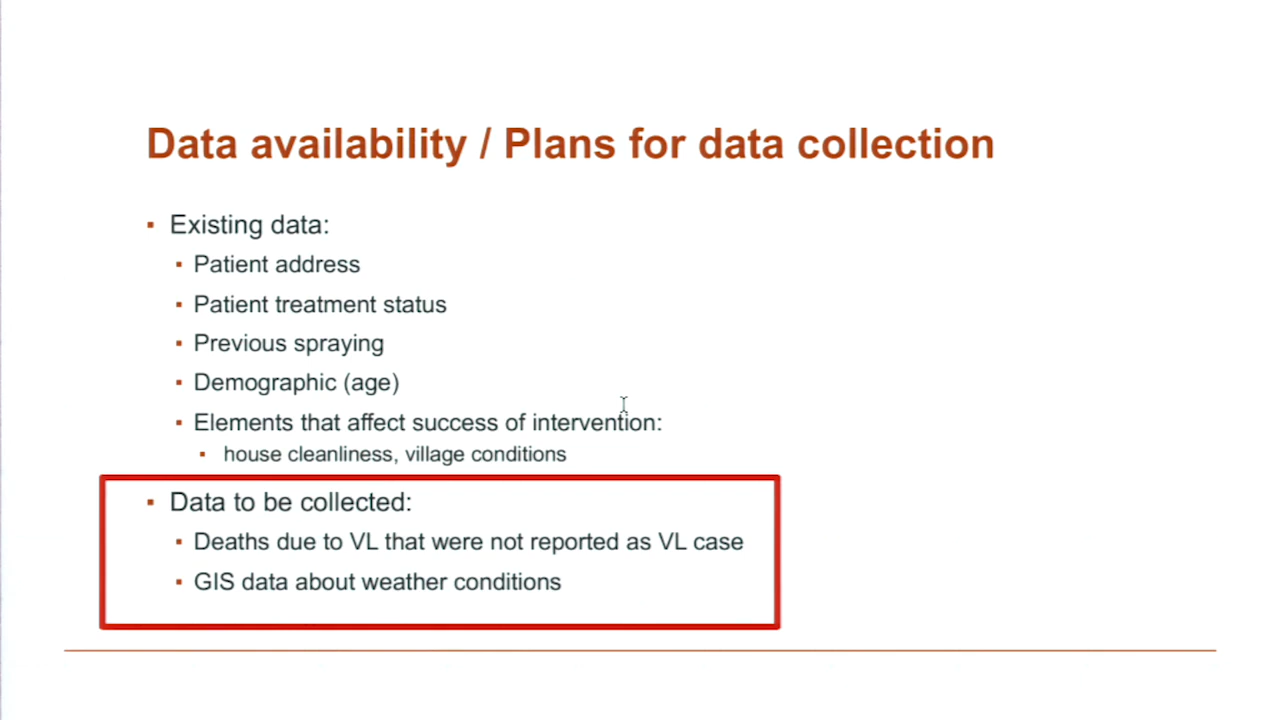 Data availability / Plans for data collection
▪ Existing data:
▪ Patient address
▪ Patient treatment status
▪ Previous spraying
▪ Demographic (age)
▪ Elements that affect success of intervention:
▪ house cleanliness, village conditions
▪ Data to be collected:
▪ Deaths due to VL that were not reported as VL case
▪ GIS data about weather conditions